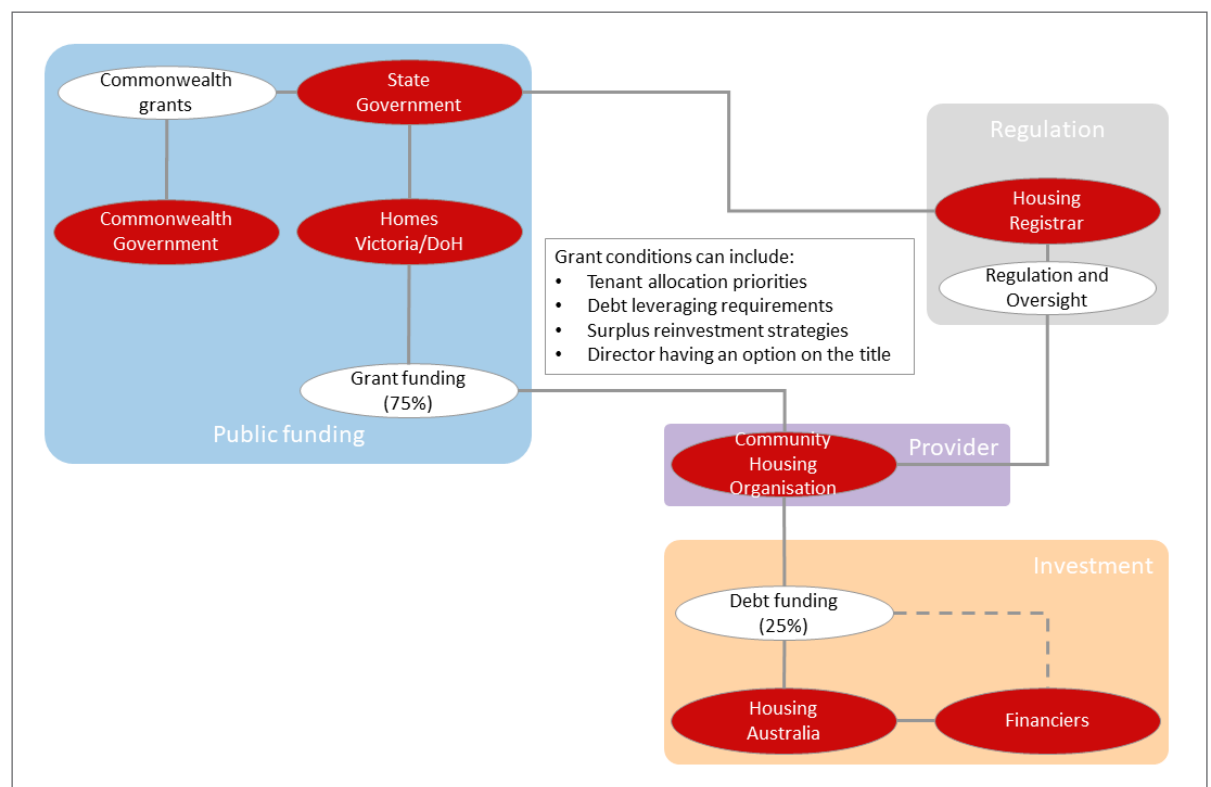 Commonwealth
grants
State
Government
Regulation
Commonwealth
Government
Homes
Victoria/DoH
Housing
Registrar
Grant conditions can include:
• Tenant allocation priorities
• Debt leveraging requirements
• Surplus reinvestment strategies
• Director having an option on the title
Regulation and
Oversight
Grant funding
(75%)
Public funding
Community
Housing
Organisation
Provider
Investment
Debt funding
(25%)
Housing
Australia
Financiers